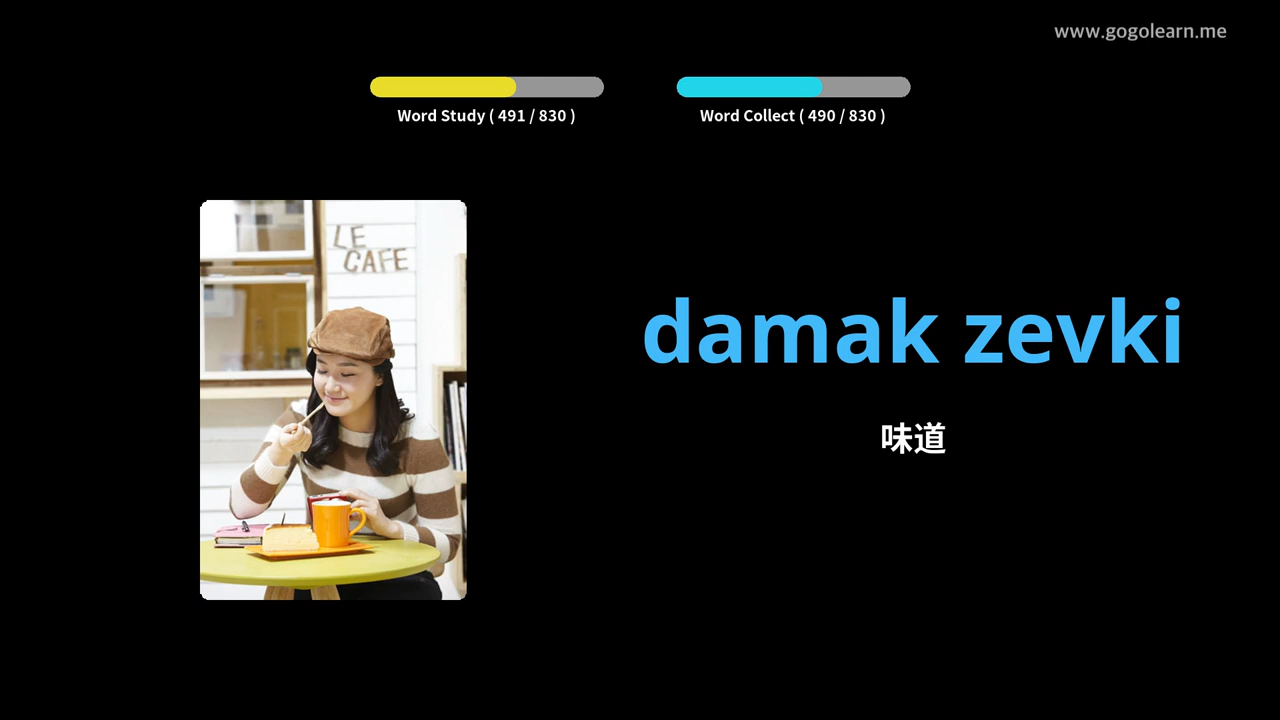 www.gogolearn.me
Word Study ( 491 / 830 )
Word Collect ( 490 / 830 )
LE
CAFE
damak zevki
味道